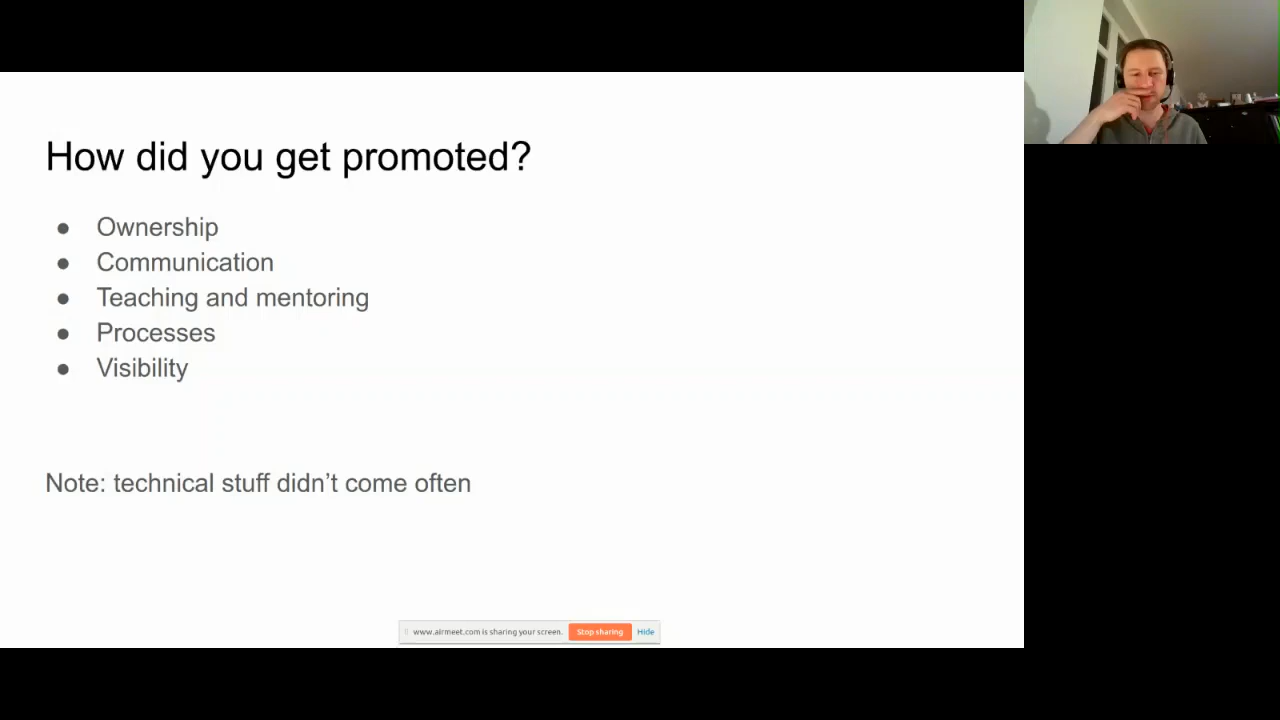 How did you get promoted?
● Ownership
● Communication
● Teaching and mentoring
● Processes
● Visibility
Note: technical stuff didn’t come often
www.airmeet.com is sharing your screen. Stop sharing Hide